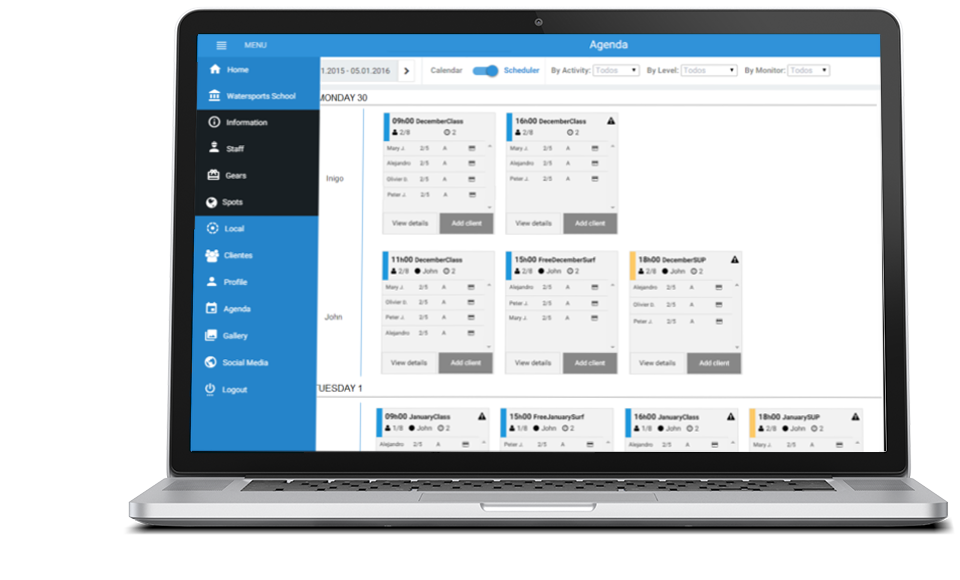 MENU
Agenda
Home
Watersports School
Information
Staff
Gears
Spots
Local
Clientes
Profile
Agenda
Gallery
Social Media
Logout
1.2015 - 05.01.2016 > Calendar Scheduler By Activity: Todos By Level: Todos By Monitor: Todos
MONDAY 30
Inigo
09h00 DecemberClass
2/8 2
Mary J. 2/5 A
Alejandro 2/5 A
Olivier D. 2/5 A
Peter J. 2/5 A
View details Add client
16h00 DecemberClass
2/8 2
Mary J. 2/5 A
Alejandro 2/5 A
Peter J. 2/5 A
View details Add client
John
11h00 DecemberClass
2/8 John 2
Mary J. 2/5 A
Olivier D. 2/5 A
Peter J. 2/5 A
Alejandro 2/5 A
View details Add client
15h00 FreeDecemberSurf
2/8 John 2
Alejandro 2/5 A
Peter J. 2/5 A
Mary J. 2/5 A
View details Add client
18h00 DecemberSUP
2/8 John 2
Alejandro 2/5 A
Olivier D. 2/5 A
Peter J. 2/5 A
View details Add client
TUESDAY 1
09h00 JanuaryClass
1/8 John 2
Alejandro 2/5 A
15h00 FreeJanuarySurf
1/8 John 2
Peter J. 2/5 A
16h00 JanuaryClass
1/8 John 2
Alejandro 2/5 A
18h00 JanuarySUP
2/8 John 2
Mary J. 2/5 A